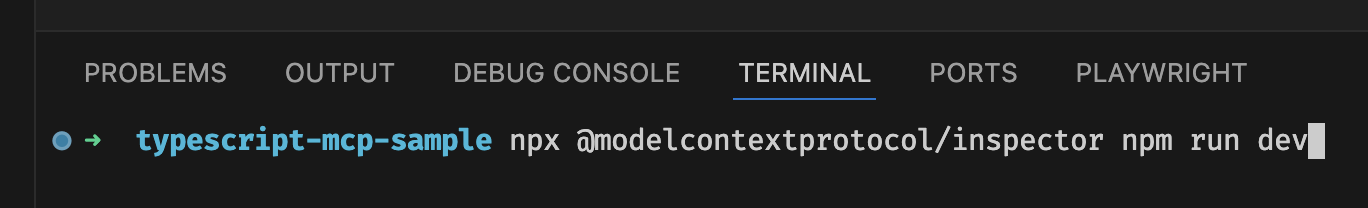 PROBLEMS OUTPUT DEBUG CONSOLE TERMINAL PORTS PLAYWRIGHT
➜ typescript-mcp-sample npx @modelcontextprotocol/inspector npm run dev